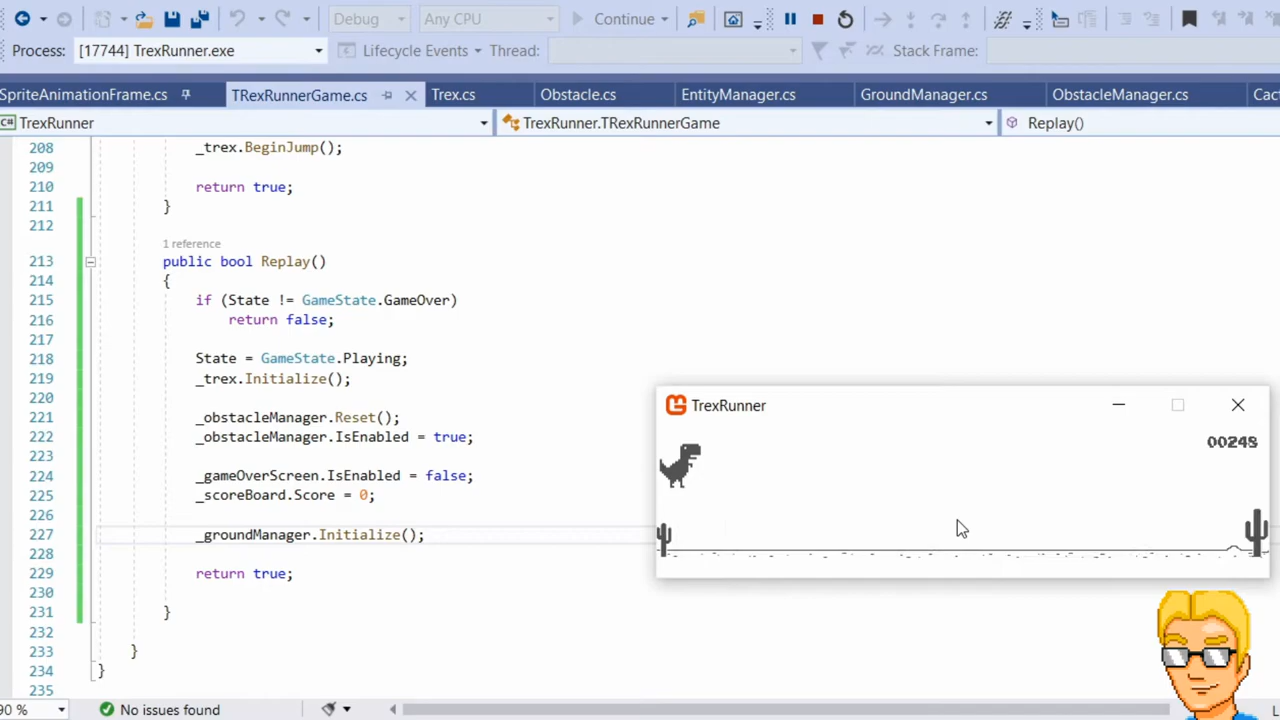 Debug Any CPU Continue
Process: [17744] TrexRunner.exe Lifecycle Events Thread: Stack Frame:
SpriteAnimationFrame.cs TRexRunnerGame.cs Trex.cs Obstacle.cs EntityManager.cs GroundManager.cs ObstacleManager.cs
C# TrexRunner TrexRunner.TRexRunnerGame Replay()
208 _trex.BeginJump();
209
210 return true;
211 }
212
1 reference
213 public bool Replay()
214 {
215 if (State != GameState.GameOver)
216 return false;
217
218 State = GameState.Playing;
219 _trex.Initialize();
220
221 _obstacleManager.Reset();
222 _obstacleManager.IsEnabled = true;
223
224 _gameOverScreen.IsEnabled = false;
225 _scoreBoard.Score = 0;
226
227 _groundManager.Initialize();
228
229 return true;
230
231 }
232
233 }
234 }
235
TrexRunner
00248
90 % No issues found